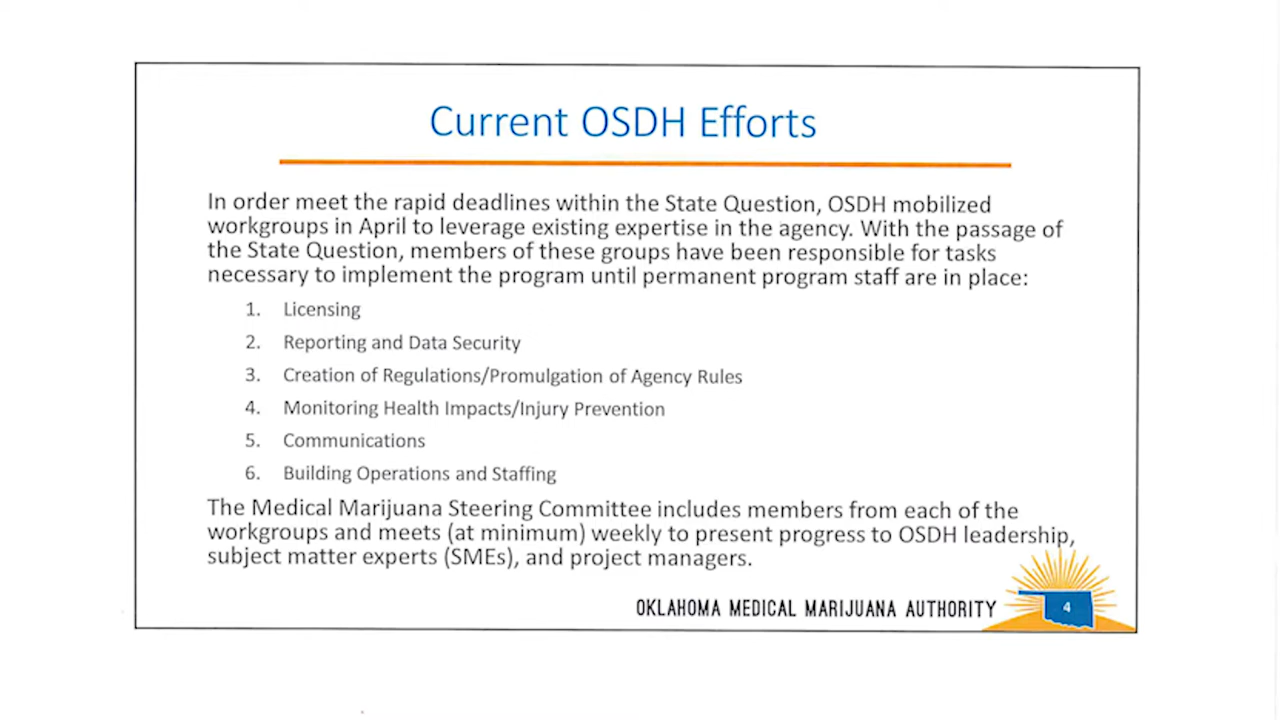 Current OSDH Efforts
In order meet the rapid deadlines within the State Question, OSDH mobilized
workgroups in April to leverage existing expertise in the agency. With the passage of
the State Question, members of these groups have been responsible for tasks
necessary to implement the program until permanent program staff are in place:
1. Licensing
2. Reporting and Data Security
3. Creation of Regulations/Promulgation of Agency Rules
4. Monitoring Health Impacts/Injury Prevention
5. Communications
6. Building Operations and Staffing
The Medical Marijuana Steering Committee includes members from each of the
workgroups and meets (at minimum) weekly to present progress to OSDH leadership,
subject matter experts (SMEs), and project managers.
OKLAHOMA MEDICAL MARIJUANA AUTHORITY 4